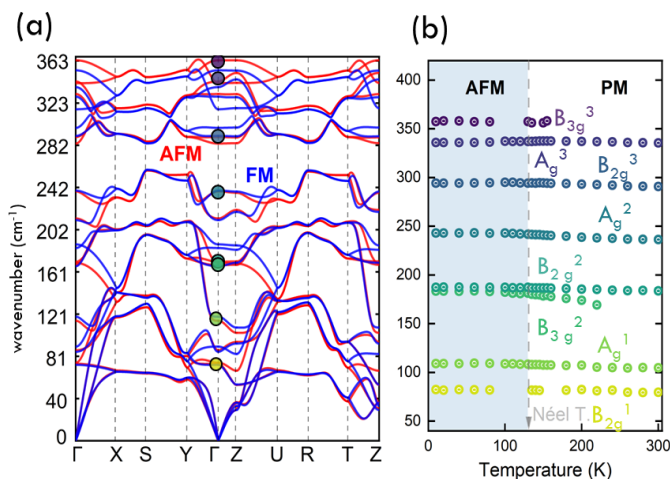 (a)
363
323
282
242
202
161
121
81
40
0
wavenumber (cm⁻¹)
AFM
FM
Γ X S Y Γ Z U R T Z
(b)
400
350
300
250
200
150
100
50
AFM PM
B₃g³
Ag³ B₂g³
Ag²
B₂g²
B₃g²
Ag¹
Néel T. B₂g¹
0 100 200 300
Temperature (K)